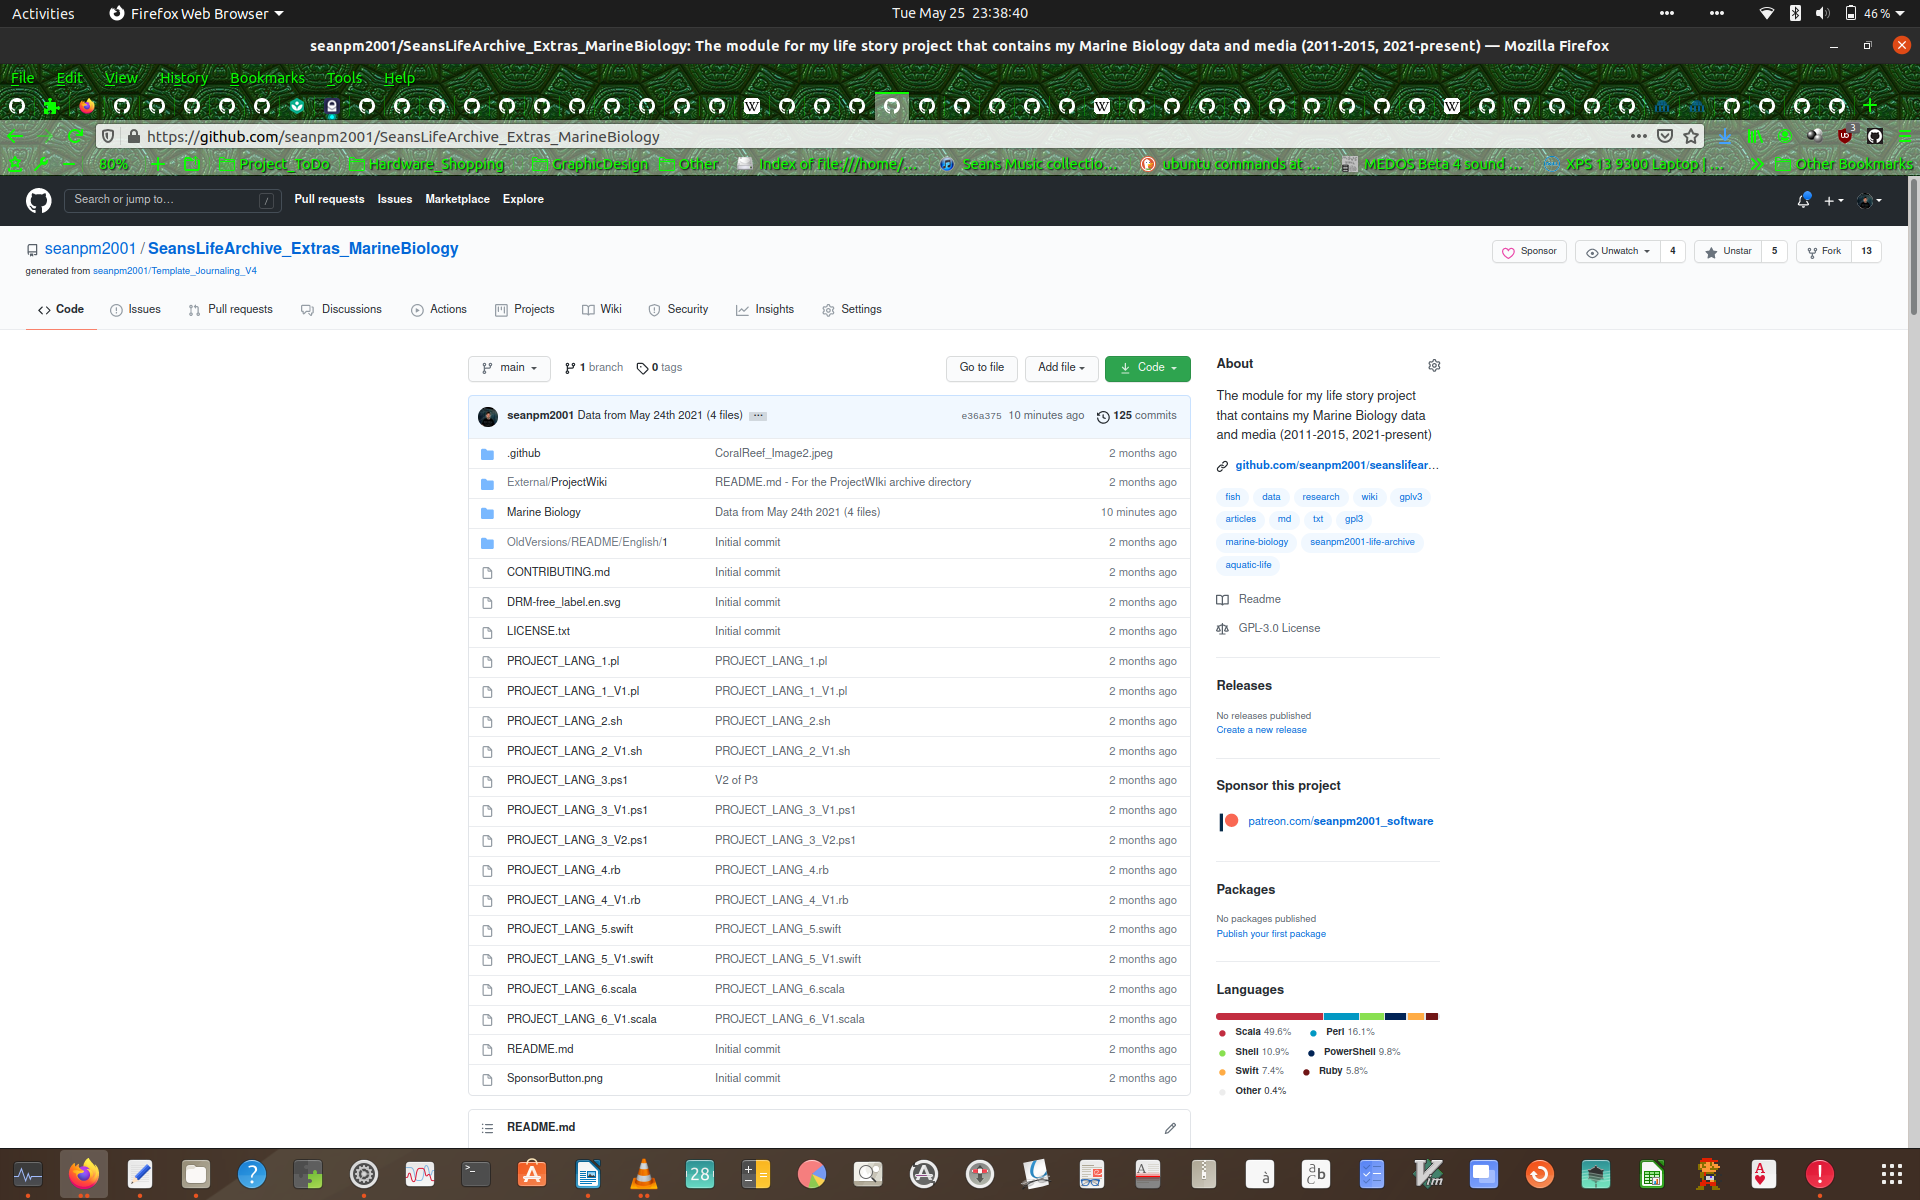 Activities Firefox Web Browser Tue May 25 23:38:40 46 %
seanpm2001/SeansLifeArchive_Extras_MarineBiology: The module for my life story project that contains my Marine Biology data and media (2011-2015, 2021-present) — Mozilla Firefox
File Edit View History Bookmarks Tools Help
https://github.com/seanpm2001/SeansLifeArchive_Extras_MarineBiology 3
80% Project_ToDo Hardware_Shopping GraphicDesign Other Index of file:///home/... Seans Music collectio... ubuntu commands at ... MEDOS Beta 4 sound ... XPS 13 9300 Laptop | ... Other Bookmarks
Search or jump to... / Pull requests Issues Marketplace Explore
seanpm2001 / SeansLifeArchive_Extras_MarineBiology Sponsor Unwatch 4 Unstar 5 Fork 13
generated from seanpm2001/Template_Journaling_V4
Code Issues Pull requests Discussions Actions Projects Wiki Security Insights Settings
main 1 branch 0 tags Go to file Add file Code
seanpm2001 Data from May 24th 2021 (4 files) ... e36a375 10 minutes ago 125 commits
.github CoralReef_Image2.jpeg 2 months ago
External/ProjectWiki README.md - For the ProjectWIki archive directory 2 months ago
Marine Biology Data from May 24th 2021 (4 files) 10 minutes ago
OldVersions/README/English/1 Initial commit 2 months ago
CONTRIBUTING.md Initial commit 2 months ago
DRM-free_label.en.svg Initial commit 2 months ago
LICENSE.txt Initial commit 2 months ago
PROJECT_LANG_1.pl PROJECT_LANG_1.pl 2 months ago
PROJECT_LANG_1_V1.pl PROJECT_LANG_1_V1.pl 2 months ago
PROJECT_LANG_2.sh PROJECT_LANG_2.sh 2 months ago
PROJECT_LANG_2_V1.sh PROJECT_LANG_2_V1.sh 2 months ago
PROJECT_LANG_3.ps1 V2 of P3 2 months ago
PROJECT_LANG_3_V1.ps1 PROJECT_LANG_3_V1.ps1 2 months ago
PROJECT_LANG_3_V2.ps1 PROJECT_LANG_3_V2.ps1 2 months ago
PROJECT_LANG_4.rb PROJECT_LANG_4.rb 2 months ago
PROJECT_LANG_4_V1.rb PROJECT_LANG_4_V1.rb 2 months ago
PROJECT_LANG_5.swift PROJECT_LANG_5.swift 2 months ago
PROJECT_LANG_5_V1.swift PROJECT_LANG_5_V1.swift 2 months ago
PROJECT_LANG_6.scala PROJECT_LANG_6.scala 2 months ago
PROJECT_LANG_6_V1.scala PROJECT_LANG_6_V1.scala 2 months ago
README.md Initial commit 2 months ago
SponsorButton.png Initial commit 2 months ago
README.md
About
The module for my life story project
that contains my Marine Biology data
and media (2011-2015, 2021-present)
github.com/seanpm2001/seanslifear...
fish data research wiki gplv3
articles md txt gpl3
marine-biology seanpm2001-life-archive
aquatic-life
Readme
GPL-3.0 License
Releases
No releases published
Create a new release
Sponsor this project
patreon.com/seanpm2001_software
Packages
No packages published
Publish your first package
Languages
Scala 49.6% Perl 16.1%
Shell 10.9% PowerShell 9.8%
Swift 7.4% Ruby 5.8%
Other 0.4%
28